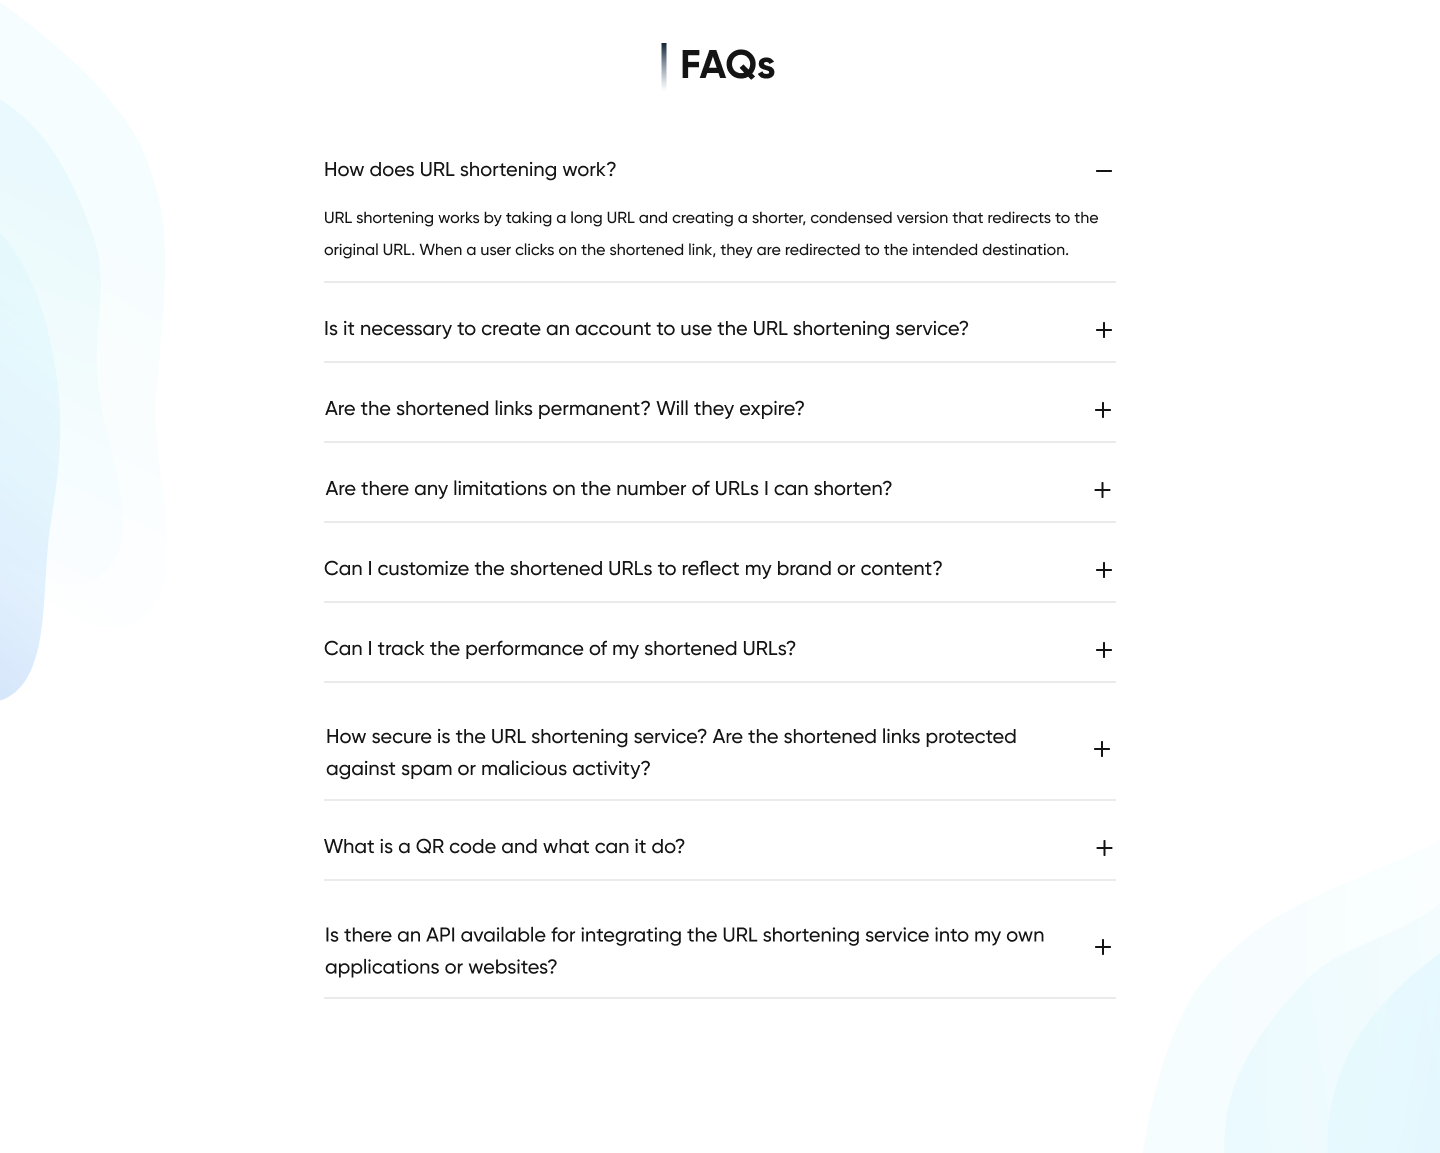 FAQs
How does URL shortening work?
URL shortening works by taking a long URL and creating a shorter, condensed version that redirects to the
original URL. When a user clicks on the shortened link, they are redirected to the intended destination.
Is it necessary to create an account to use the URL shortening service?
Are the shortened links permanent? Will they expire?
Are there any limitations on the number of URLs I can shorten?
Can I customize the shortened URLs to reflect my brand or content?
Can I track the performance of my shortened URLs?
How secure is the URL shortening service? Are the shortened links protected
against spam or malicious activity?
What is a QR code and what can it do?
Is there an API available for integrating the URL shortening service into my own
applications or websites?